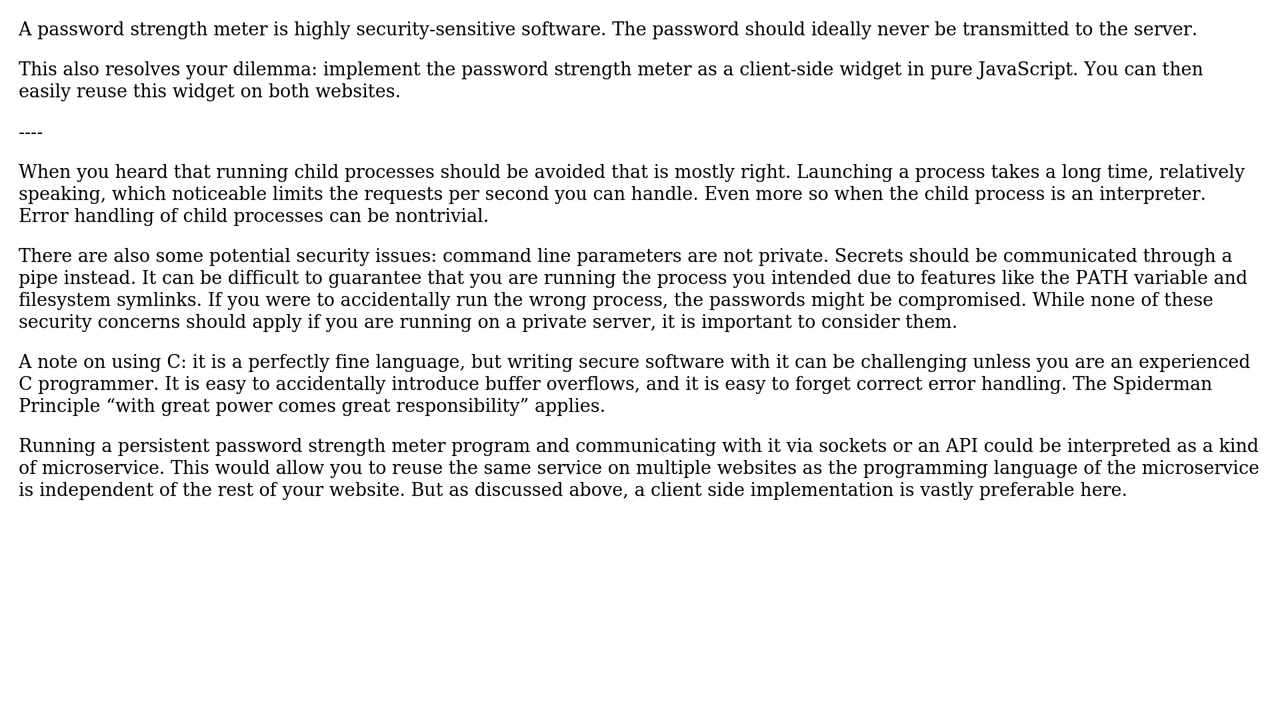 A password strength meter is highly security-sensitive software. The password should ideally never be transmitted to the server.
This also resolves your dilemma: implement the password strength meter as a client-side widget in pure JavaScript. You can then
easily reuse this widget on both websites.
----
When you heard that running child processes should be avoided that is mostly right. Launching a process takes a long time, relatively
speaking, which noticeable limits the requests per second you can handle. Even more so when the child process is an interpreter.
Error handling of child processes can be nontrivial.
There are also some potential security issues: command line parameters are not private. Secrets should be communicated through a
pipe instead. It can be difficult to guarantee that you are running the process you intended due to features like the PATH variable and
filesystem symlinks. If you were to accidentally run the wrong process, the passwords might be compromised. While none of these
security concerns should apply if you are running on a private server, it is important to consider them.
A note on using C: it is a perfectly fine language, but writing secure software with it can be challenging unless you are an experienced
C programmer. It is easy to accidentally introduce buffer overflows, and it is easy to forget correct error handling. The Spiderman
Principle “with great power comes great responsibility” applies.
Running a persistent password strength meter program and communicating with it via sockets or an API could be interpreted as a kind
of microservice. This would allow you to reuse the same service on multiple websites as the programming language of the microservice
is independent of the rest of your website. But as discussed above, a client side implementation is vastly preferable here.